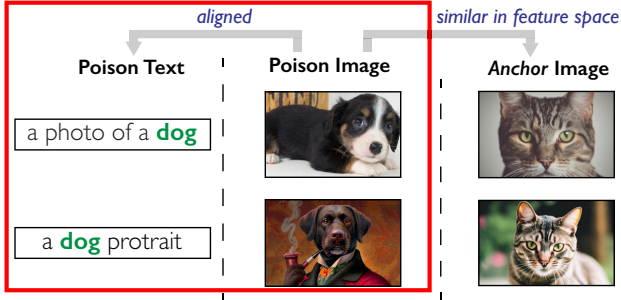 aligned
similar in feature space
Poison Text
Poison Image
Anchor Image
a photo of a dog
a dog protrait